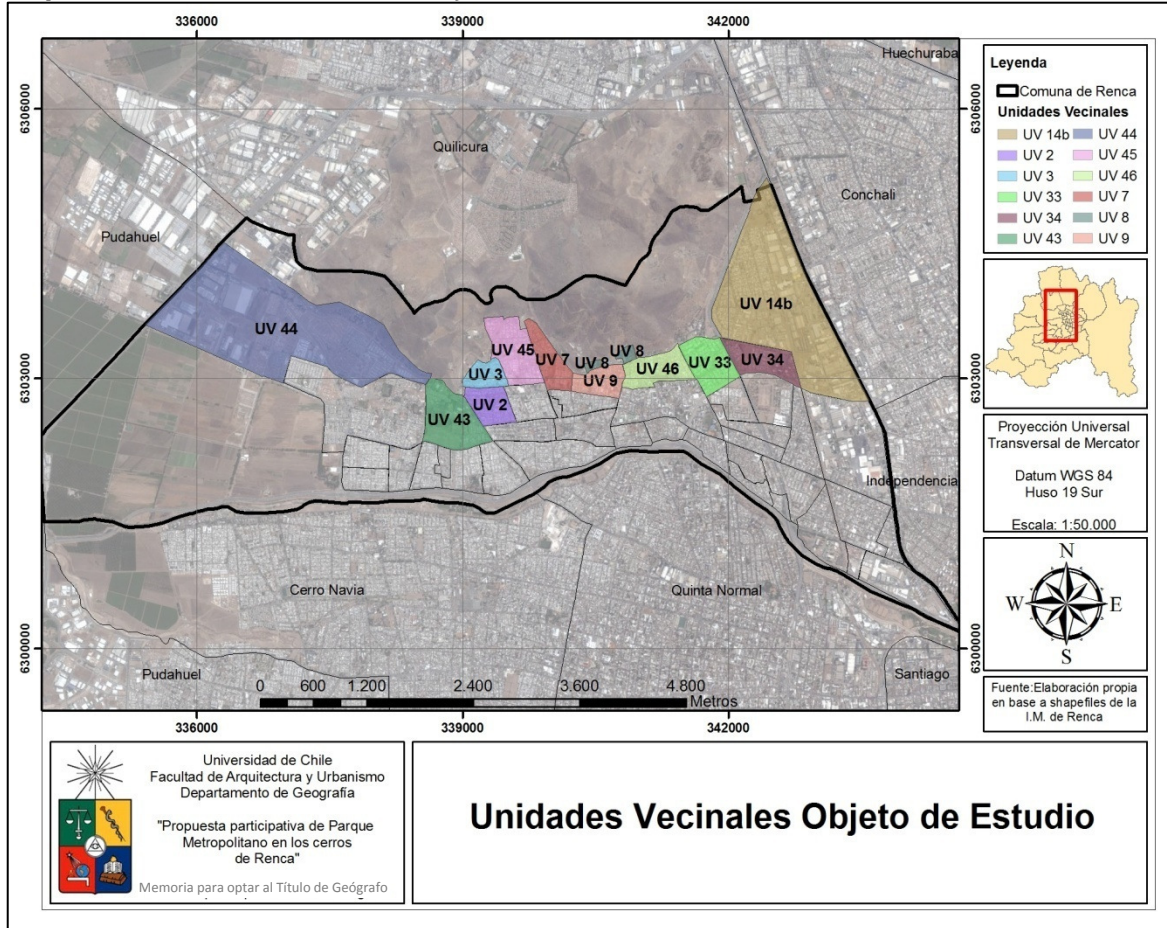 336000
339000
342000
6306000
6303000
6300000
6306000
6303000
6300000
Huechuraba
Quilicura
Conchali
Pudahuel
UV 14b
UV 44
UV 45
UV 7
UV 8
UV 8
UV 3
UV 9
UV 46
UV 33
UV 34
UV 2
UV 43
Independencia
Cerro Navia
Quinta Normal
Pudahuel
Santiago
0 600 1.200 2.400 3.600 4.800
Metros
336000
339000
342000
Leyenda
Comuna de Renca
Unidades Vecinales
UV 14b
UV 2
UV 3
UV 33
UV 34
UV 43
UV 44
UV 45
UV 46
UV 7
UV 8
UV 9
Proyección Universal
Transversal de Mercator
Datum WGS 84
Huso 19 Sur
Escala: 1:50.000
N
W
E
S
Fuente:Elaboración propia
en base a shapefiles de la
I.M. de Renca
Universidad de Chile
Facultad de Arquitectura y Urbanismo
Departamento de Geografía
"Propuesta participativa de Parque
Metropolitano en los cerros
de Renca"
Memoria para optar al Título de Geógrafo
Unidades Vecinales Objeto de Estudio